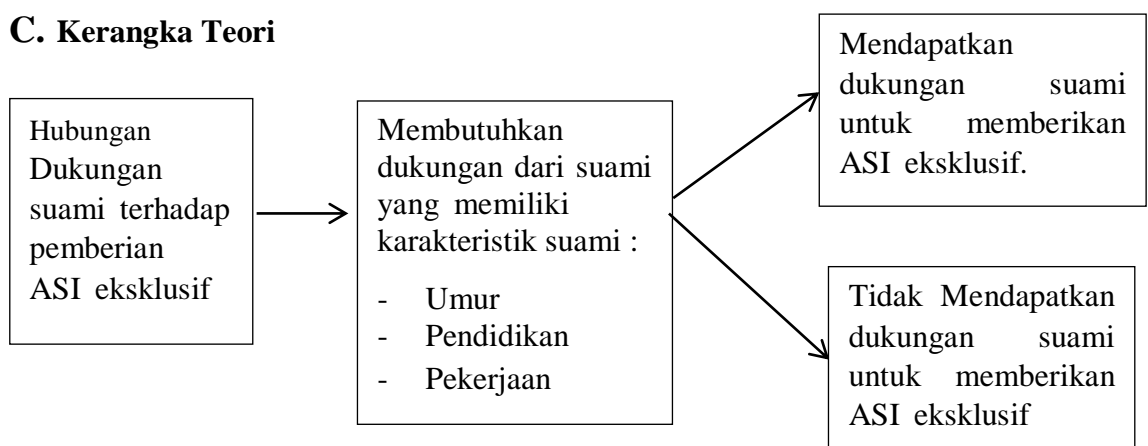 C. Kerangka Teori
Hubungan
Dukungan
suami terhadap
pemberian
ASI eksklusif
Membutuhkan
dukungan dari suami
yang memiliki
karakteristik suami :
- Umur
- Pendidikan
- Pekerjaan
Mendapatkan
dukungan suami
untuk memberikan
ASI eksklusif.
Tidak Mendapatkan
dukungan suami
untuk memberikan
ASI eksklusif